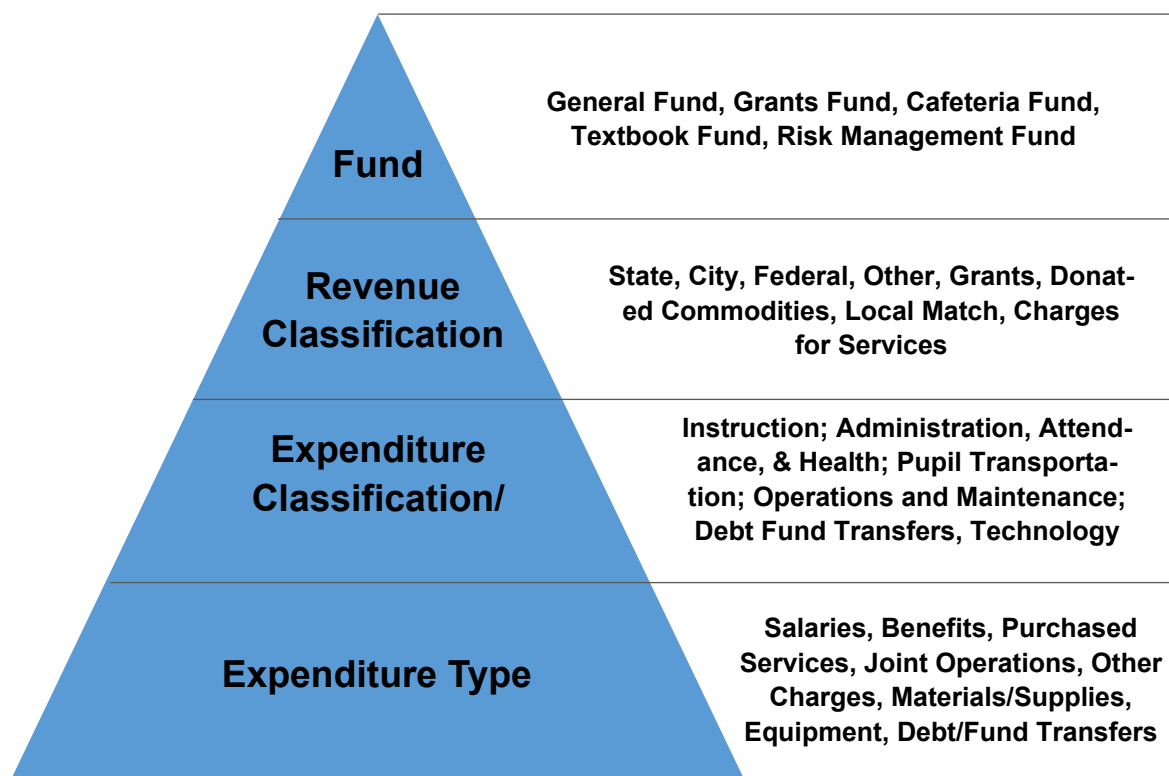 General Fund, Grants Fund, Cafeteria Fund,
Textbook Fund, Risk Management Fund
Fund
Revenue
Classification
State, City, Federal, Other, Grants, Donat-
ed Commodities, Local Match, Charges
for Services
Expenditure
Classification/
Instruction; Administration, Attend-
ance, & Health; Pupil Transporta-
tion; Operations and Maintenance;
Debt Fund Transfers, Technology
Expenditure Type
Salaries, Benefits, Purchased
Services, Joint Operations, Other
Charges, Materials/Supplies,
Equipment, Debt/Fund Transfers